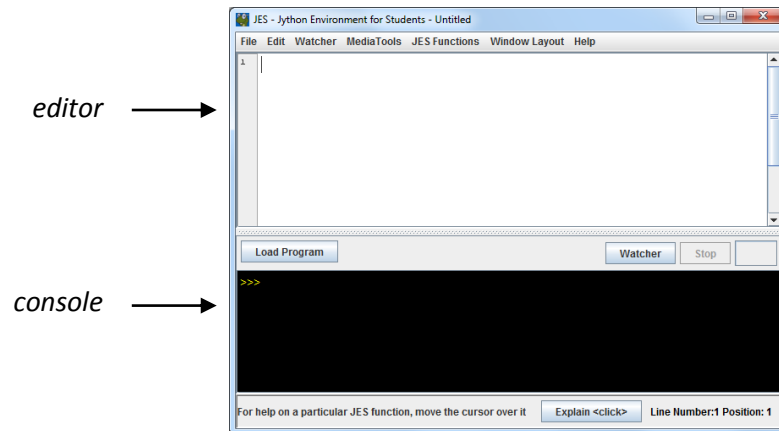 JES - Jython Environment for Students - Untitled
File Edit Watcher MediaTools JES Functions Window Layout Help
1
editor
Load Program Watcher Stop
>>>
console
For help on a particular JES function, move the cursor over it Explain <click> Line Number:1 Position: 1